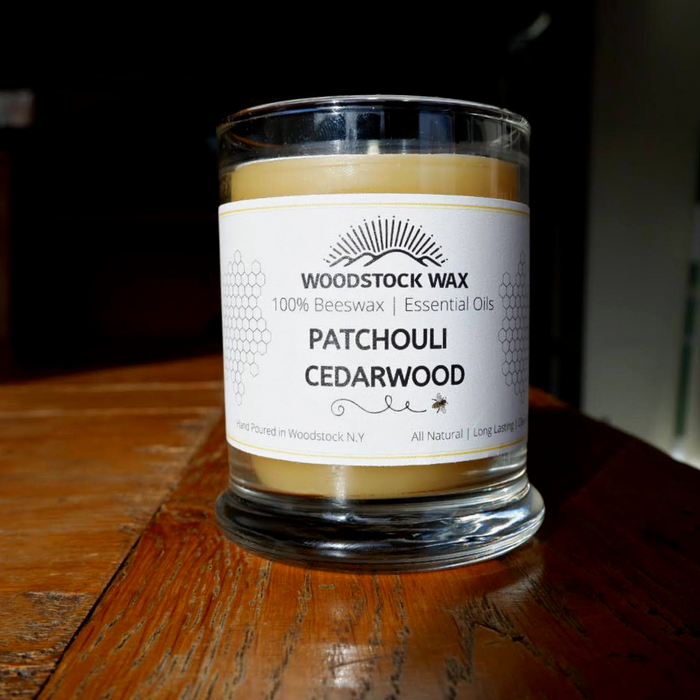 WOODSTOCK WAX
100% Beeswax | Essential Oils
PATCHOULI
CEDARWOOD
Hand Poured in Woodstock N.Y
All Natural | Long Lasting |